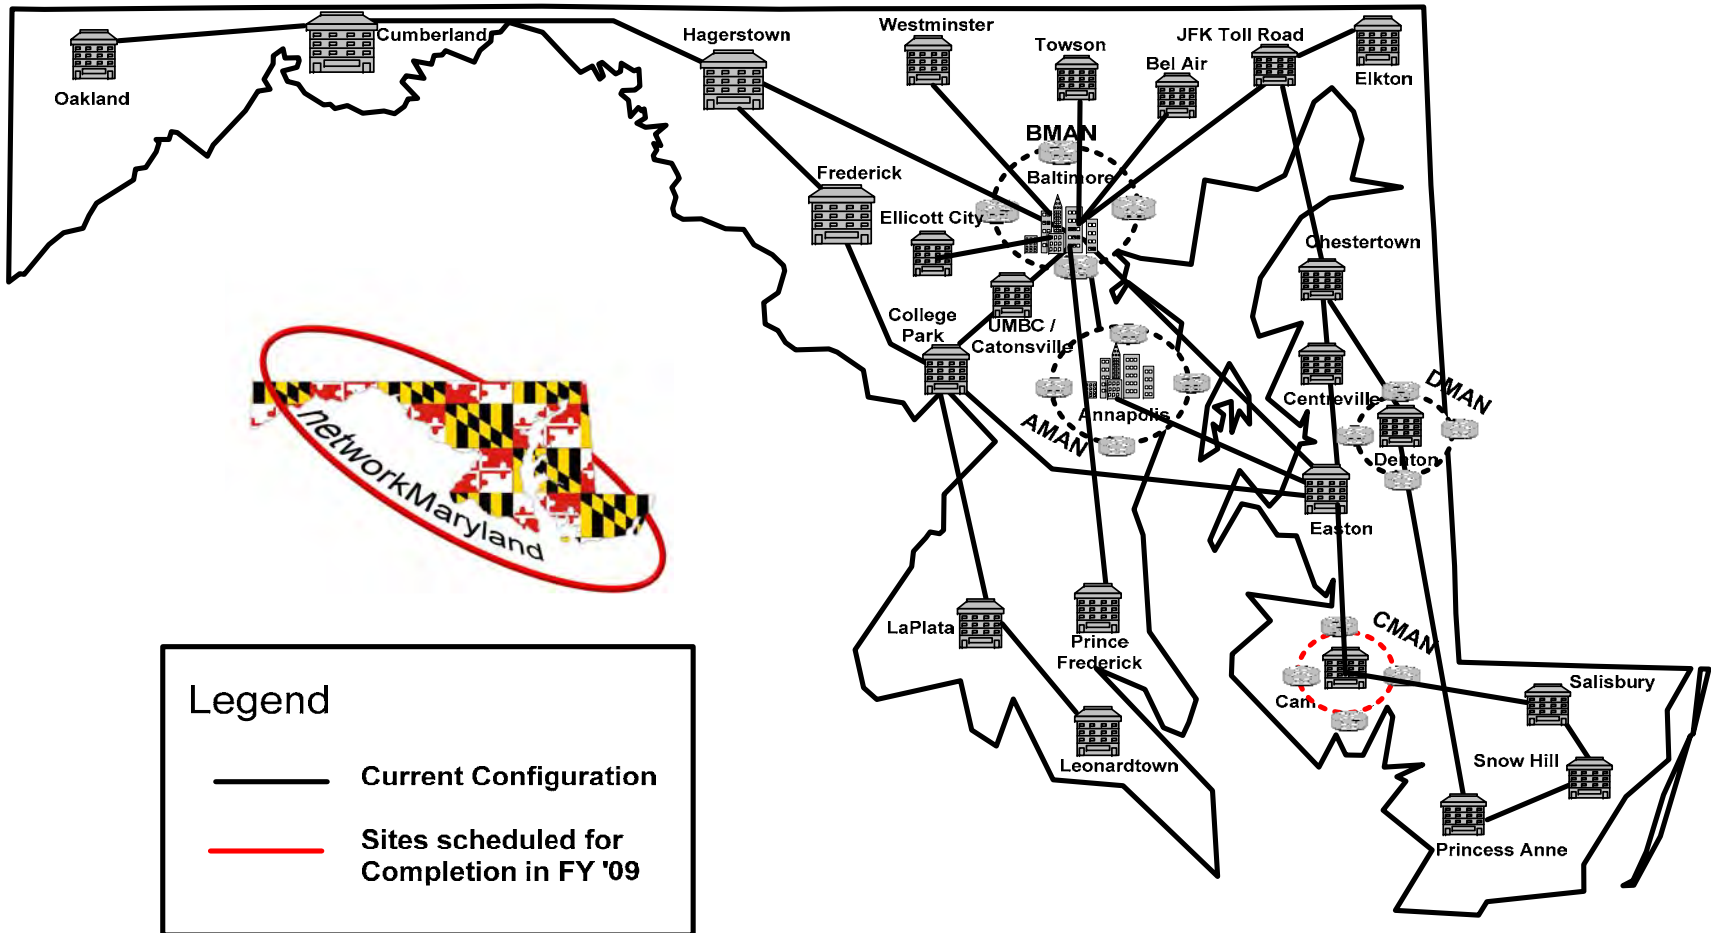 Westminster
Cumberland
Hagerstown
JFK Toll Road
Towson
Bel Air
Elkton
Oakland
BMAN
Frederick
Baltimore
Ellicott City
Chestertown
College
Park
UMBC /
Catonsville
Centreville
DMAN
Annapolis
AMAN
Denton
networkMaryland
Easton
LaPlata
Prince
Frederick
CMAN
Salisbury
Cam
Legend
Snow Hill
Leonardtown
Current Configuration
Sites scheduled for
Completion in FY '09
Princess Anne